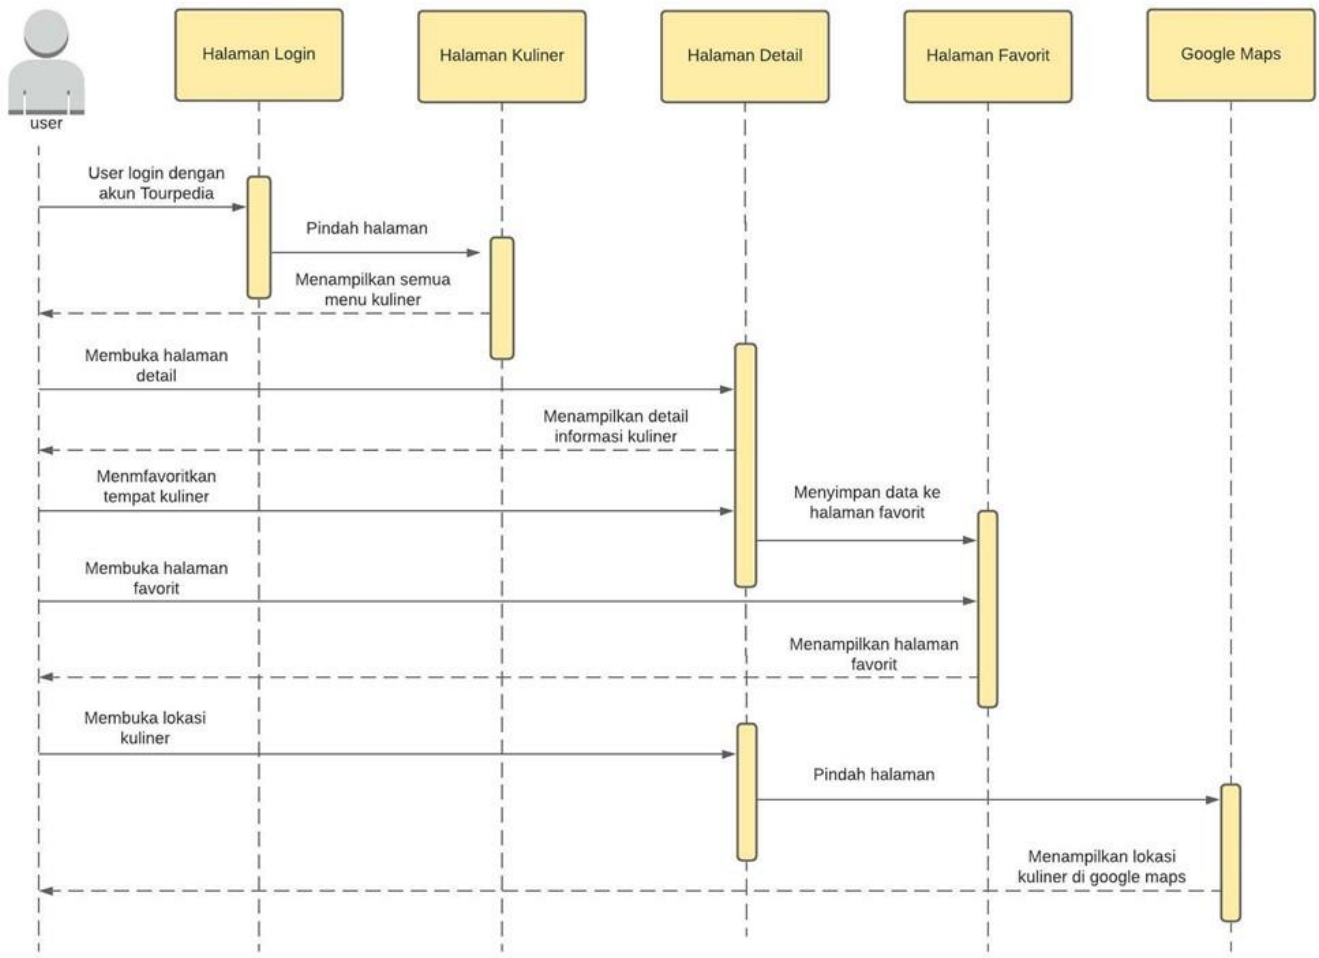 Halaman Login
Halaman Kuliner
Halaman Detail
Halaman Favorit
Google Maps
user
User login dengan
akun Tourpedia
Pindah halaman
Menampilkan semua
menu kuliner
Membuka halaman
detail
Menampilkan detail
informasi kuliner
Menmfavoritkan
tempat kuliner
Menyimpan data ke
halaman favorit
Membuka halaman
favorit
Menampilkan halaman
favorit
Membuka lokasi
kuliner
Pindah halaman
Menampilkan lokasi
kuliner di google maps